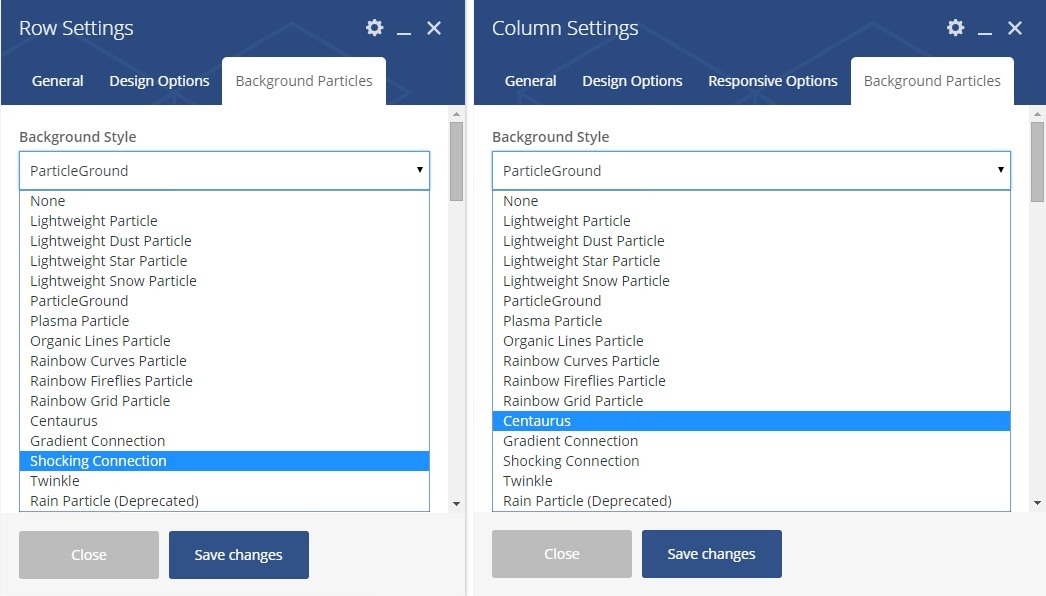 Row Settings
General Design Options Background Particles
Background Style
ParticleGround
None
Lightweight Particle
Lightweight Dust Particle
Lightweight Star Particle
Lightweight Snow Particle
ParticleGround
Plasma Particle
Organic Lines Particle
Rainbow Curves Particle
Rainbow Fireflies Particle
Rainbow Grid Particle
Centaurus
Gradient Connection
Shocking Connection
Twinkle
Rain Particle (Deprecated)
Close Save changes
Column Settings
General Design Options Responsive Options Background Particles
Background Style
ParticleGround
None
Lightweight Particle
Lightweight Dust Particle
Lightweight Star Particle
Lightweight Snow Particle
ParticleGround
Plasma Particle
Organic Lines Particle
Rainbow Curves Particle
Rainbow Fireflies Particle
Rainbow Grid Particle
Centaurus
Gradient Connection
Shocking Connection
Twinkle
Rain Particle (Deprecated)
Close Save changes